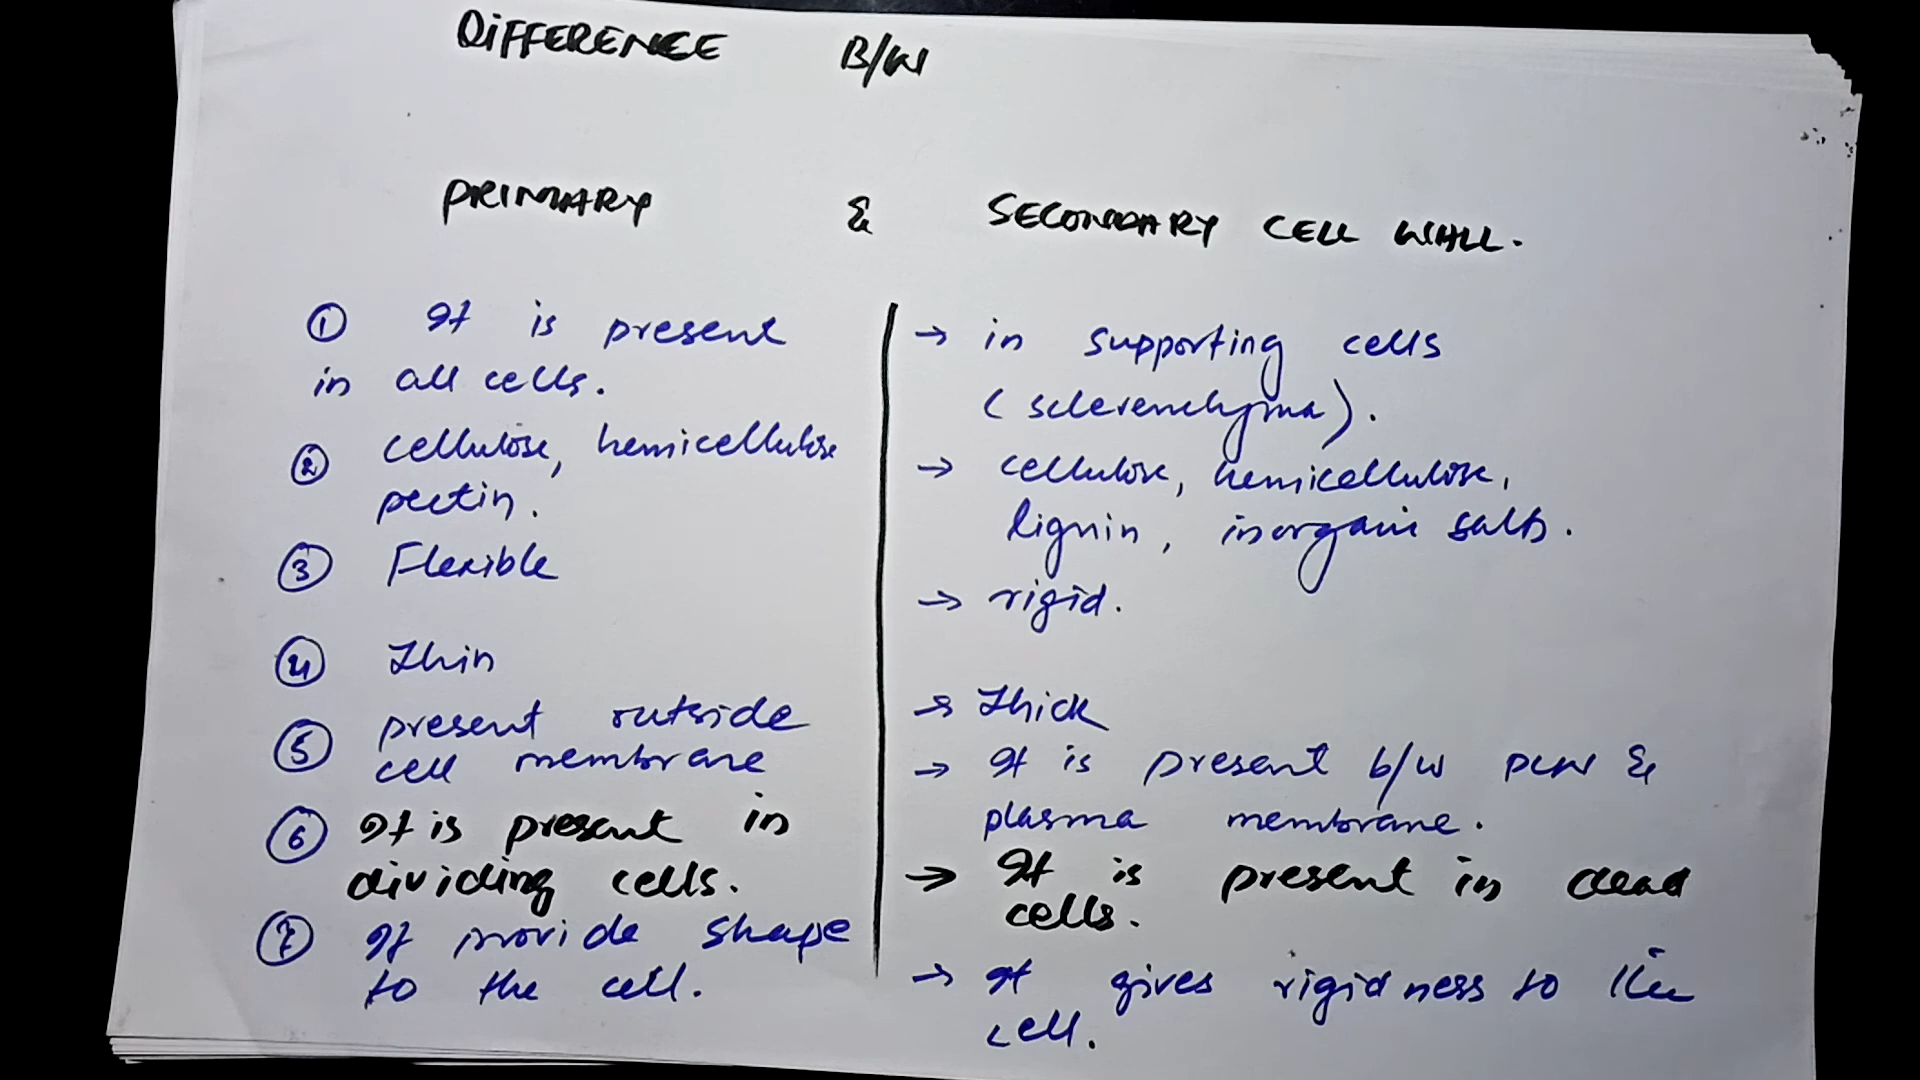 DIFFERENCE B/W
PRIMARY & SECONDARY CELL WALL.
① It is present
in all cells.
② cellulose, hemicellulose
pectin.
③ Flexible
④ Thin
⑤ present outside
cell membrane
⑥ It is present in
dividing cells.
⑦ It provide shape
to the cell.
→ in supporting cells
(sclerenchyma).
→ cellulose, hemicellulose,
lignin, inorganic salts.
→ rigid.
→ Thick
→ It is present b/w PCW &
plasma membrane.
→ It is present in dead
cells.
→ It gives rigidness to the
cell.